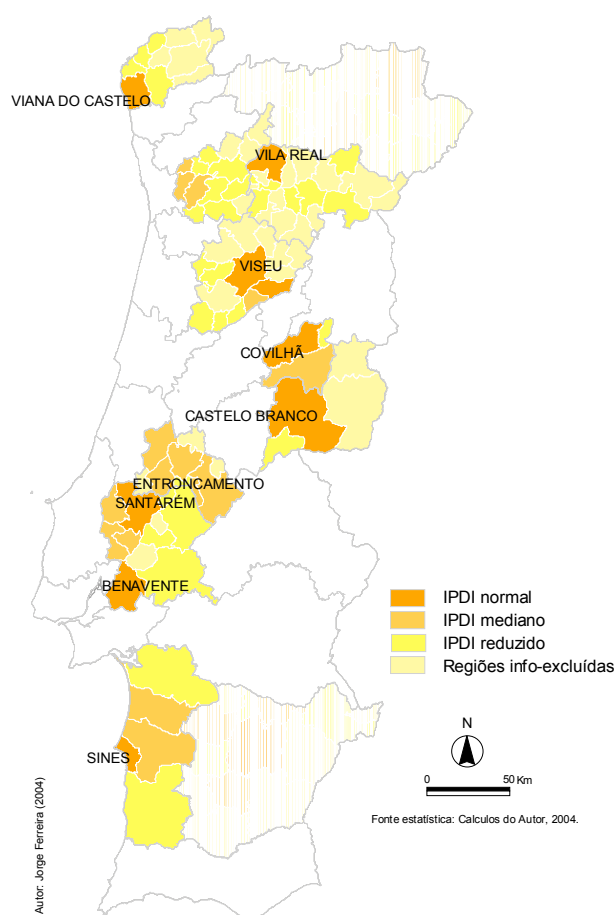 VIANA DO CASTELO
VILA REAL
VISEU
COVILHÃ
CASTELO BRANCO
ENTRONCAMENTO
SANTARÉM
BENAVENTE
SINES
IPDI normal
IPDI mediano
IPDI reduzido
Regiões info-excluídas
N
0 50 Km
Fonte estatística: Calculos do Autor, 2004.
Autor: Jorge Ferreira (2004)